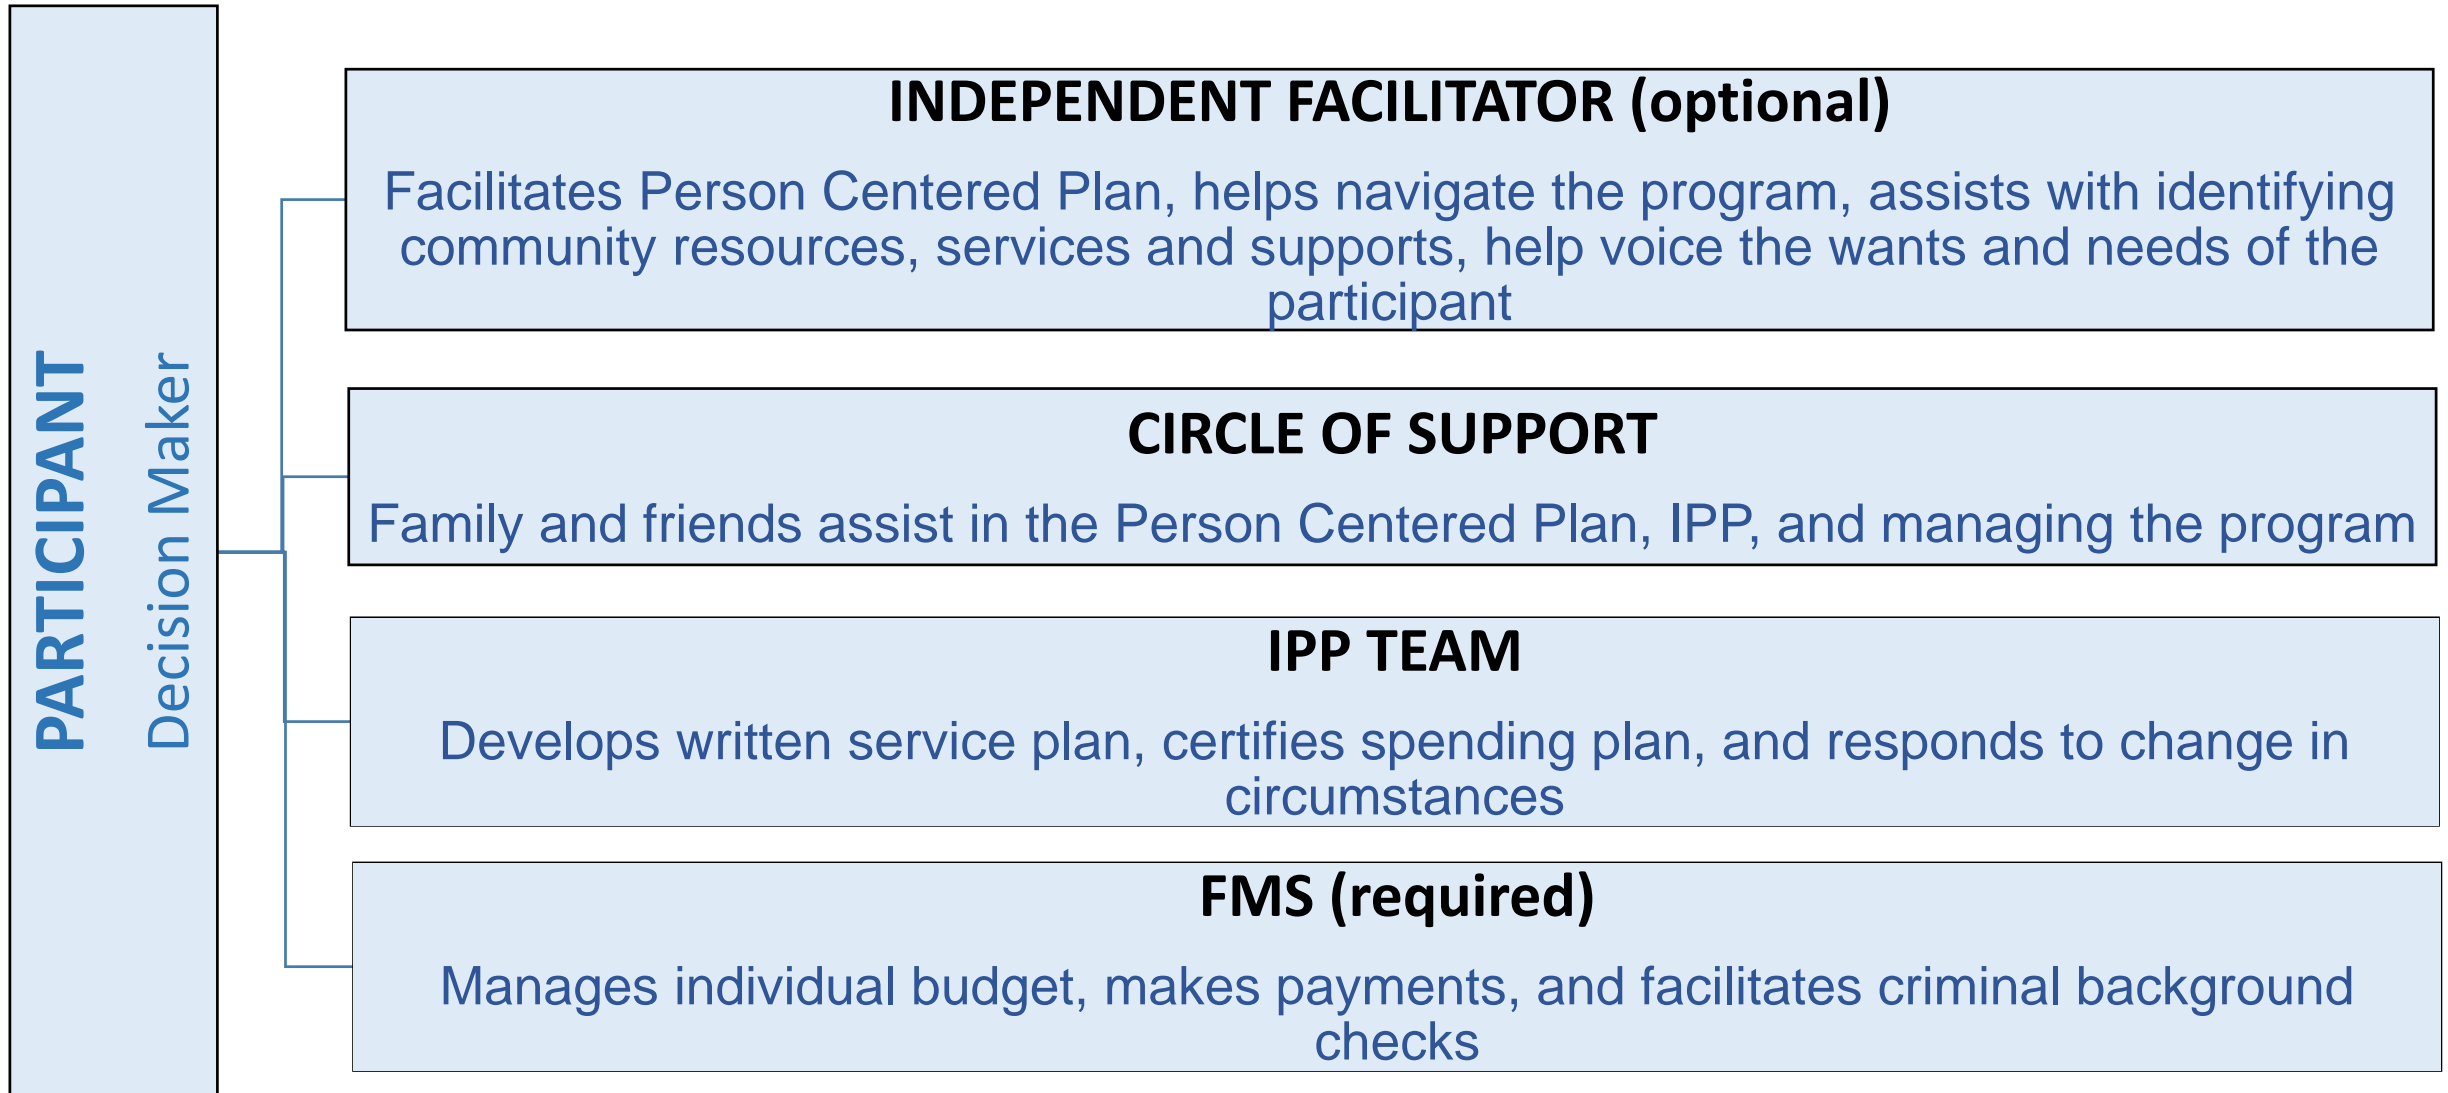 PARTICIPANT
Decision Maker
INDEPENDENT FACILITATOR (optional)
Facilitates Person Centered Plan, helps navigate the program, assists with identifying
community resources, services and supports, help voice the wants and needs of the
participant
CIRCLE OF SUPPORT
Family and friends assist in the Person Centered Plan, IPP, and managing the program
IPP TEAM
Develops written service plan, certifies spending plan, and responds to change in
circumstances
FMS (required)
Manages individual budget, makes payments, and facilitates criminal background
checks